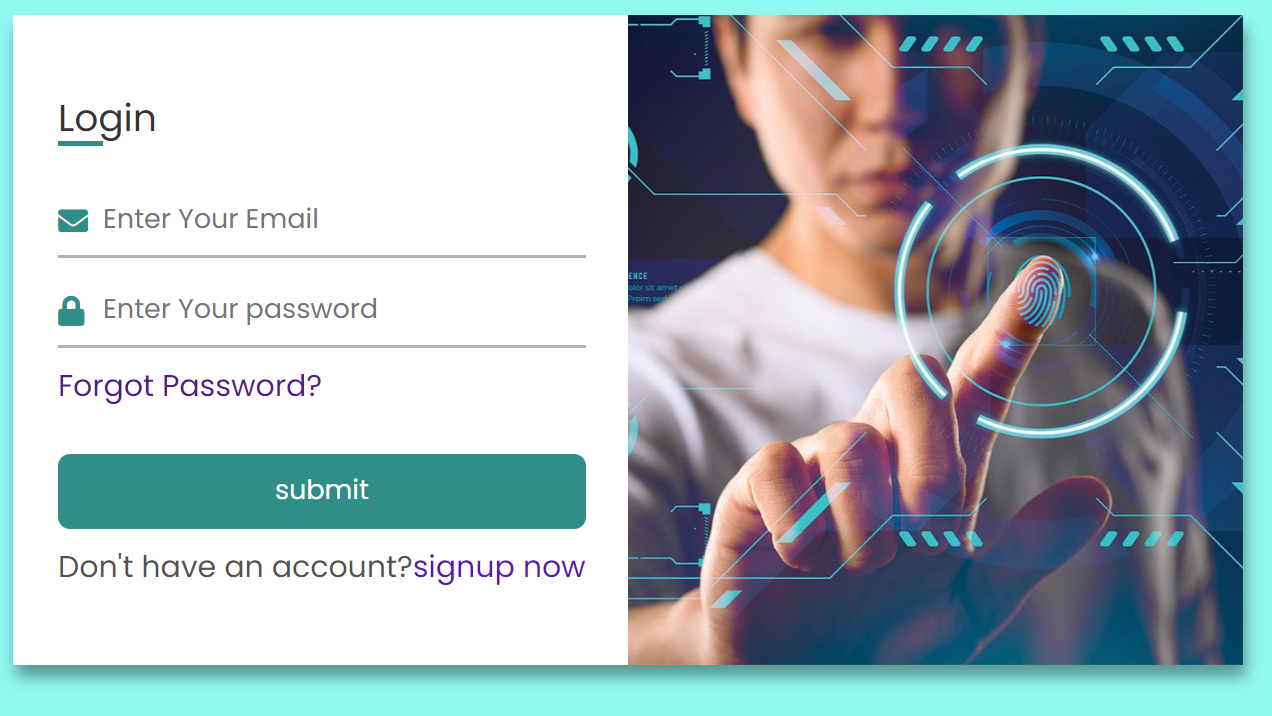 Login
Enter Your Email
Enter Your password
Forgot Password?
submit
Don't have an account?signup now
ENCE
olor sit amet
Proim sed